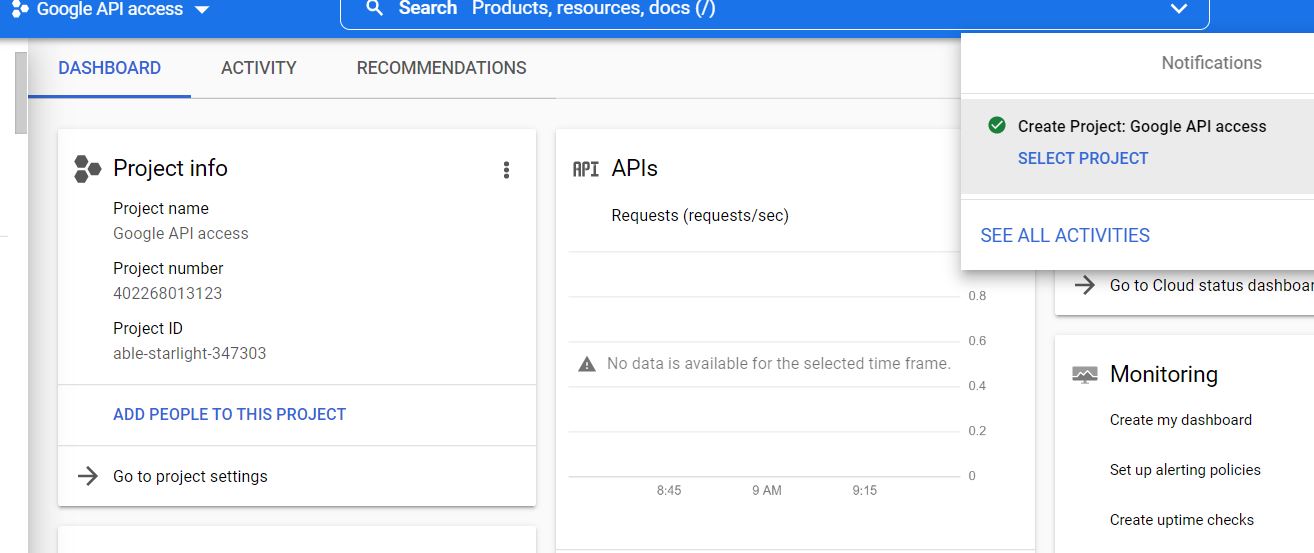 Google API access
Search Products, resources, docs (/)
DASHBOARD
ACTIVITY
RECOMMENDATIONS
Notifications
Create Project: Google API access
SELECT PROJECT
SEE ALL ACTIVITIES
Project info
Project name
Google API access
Project number
402268013123
Project ID
able-starlight-347303
ADD PEOPLE TO THIS PROJECT
Go to project settings
API APIs
Requests (requests/sec)
0.8
0.6
No data is available for the selected time frame.
0.4
0.2
0
8:45
9 AM
9:15
Go to Cloud status dashboar
Monitoring
Create my dashboard
Set up alerting policies
Create uptime checks